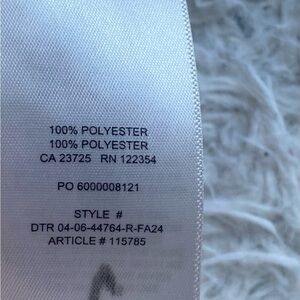 100% POLYESTER
100% POLYESTER
CA 23725 RN 122354
PO 6000008121
STYLE #
DTR 04-06-44764-R-FA24
ARTICLE # 115785